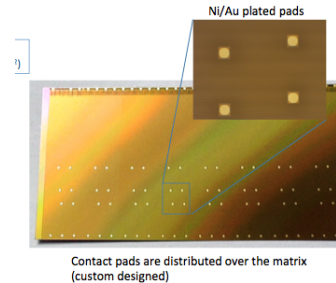 Ni/Au plated pads
?)
Contact pads are distributed over the matrix
(custom designed)